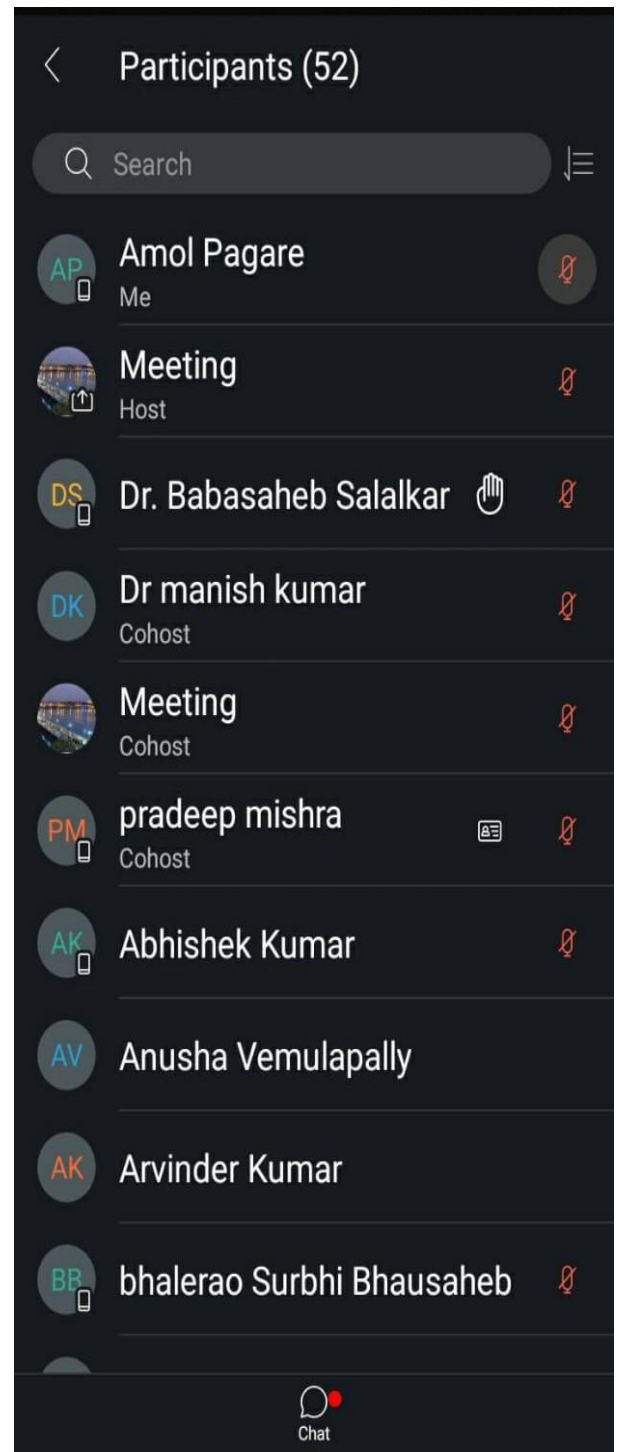 Participants (52)
Search
AP
Amol Pagare
Me
Meeting
Host
DS
Dr. Babasaheb Salalkar
DK
Dr manish kumar
Cohost
Meeting
Cohost
PM
pradeep mishra
Cohost
AK
Abhishek Kumar
AV
Anusha Vemulapally
AK
Arvinder Kumar
BB
bhalerao Surbhi Bhausaheb
Chat